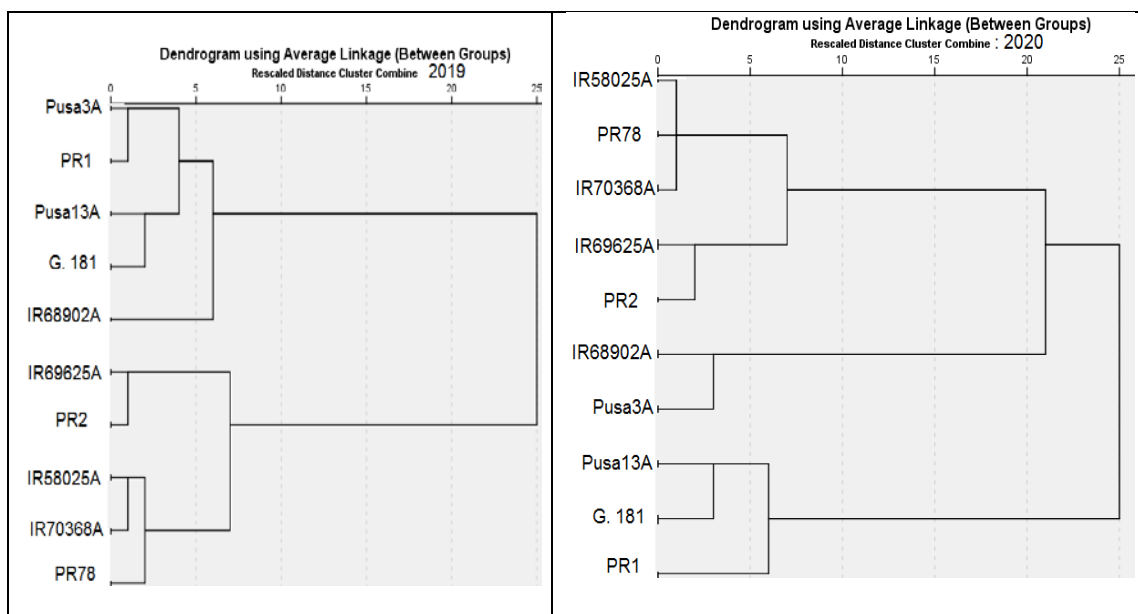 Dendrogram using Average Linkage (Between Groups)
Rescaled Distance Cluster Combine 2019
0 5 10 15 20 25
Pusa3A
PR1
Pusa13A
G. 181
IR68902A
IR69625A
PR2
IR58025A
IR70368A
PR78
Dendrogram using Average Linkage (Between Groups)
Rescaled Distance Cluster Combine : 2020
0 5 10 15 20 25
IR58025A
PR78
IR70368A
IR69625A
PR2
IR68902A
Pusa3A
Pusa13A
G. 181
PR1